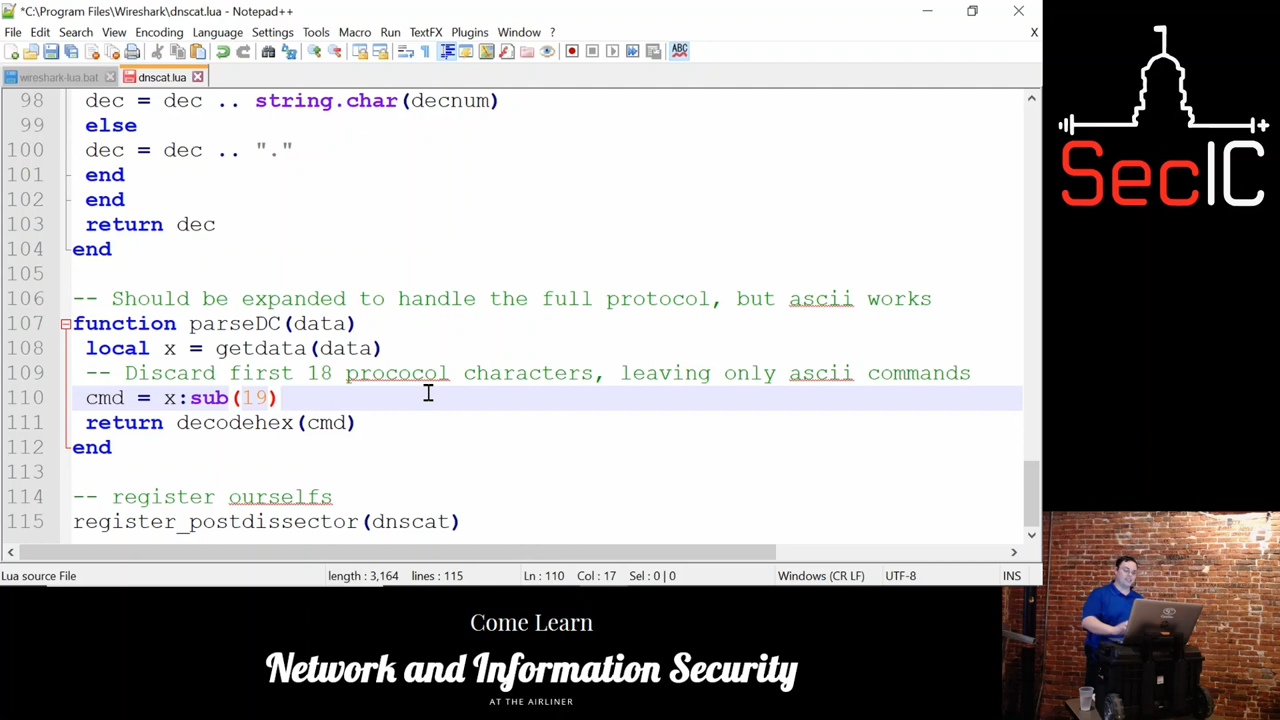 *C:\Program Files\Wireshark\dnscat.lua - Notepad++
File Edit Search View Encoding Language Settings Tools Macro Run TextFX Plugins Window ? X
ABC
wireshark-lua.bat dnscat.lua
98 dec = dec .. string.char(decnum)
99 else
100 dec = dec .. "."
101 end
102 end
103 return dec
104 end
105
106 -- Should be expanded to handle the full protocol, but ascii works
107 function parseDC(data)
108 local x = getdata(data)
109 -- Discard first 18 prococol characters, leaving only ascii commands
110 cmd = x:sub(19)
111 return decodehex(cmd)
112 end
113
114 -- register ourselfs
115 register_postdissector(dnscat)
Lua source File length : 3,164 lines : 115 Ln : 110 Col : 17 Sel : 0 | 0 Windows (CR LF) UTF-8 INS
SecIC
Come Learn
Network and Information Security
AT THE AIRLINER